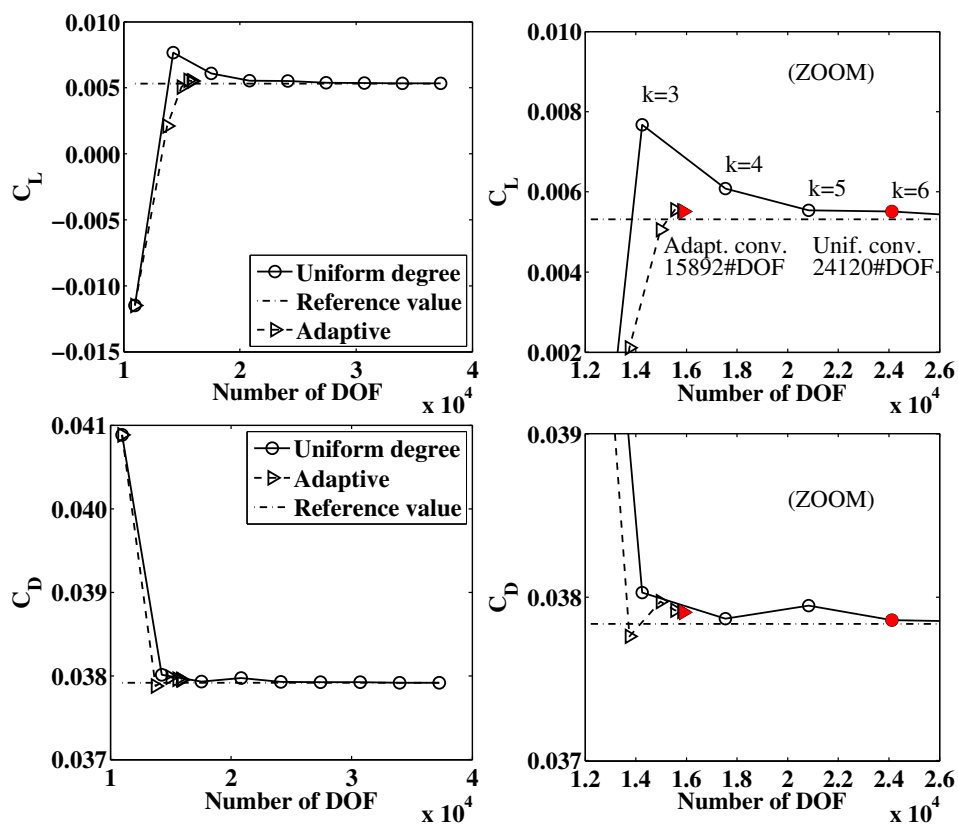 0.010
0.005
0.000
−0.005
−0.010
−0.015
C_L
1
2
3
4
Number of DOF
x 10^4
Uniform degree
Reference value
Adaptive
0.010
0.008
0.006
0.004
0.002
C_L
(ZOOM)
k=3
k=4
k=5
k=6
Adapt. conv.
15892#DOF
Unif. conv.
24120#DOF
1.2
1.4
1.6
1.8
2
2.2
2.4
2.6
Number of DOF
x 10^4
0.041
0.040
0.039
0.038
0.037
C_D
Uniform degree
Adaptive
Reference value
1
2
3
4
Number of DOF
x 10^4
0.039
0.038
0.037
C_D
(ZOOM)
1.2
1.4
1.6
1.8
2
2.2
2.4
2.6
Number of DOF
x 10^4